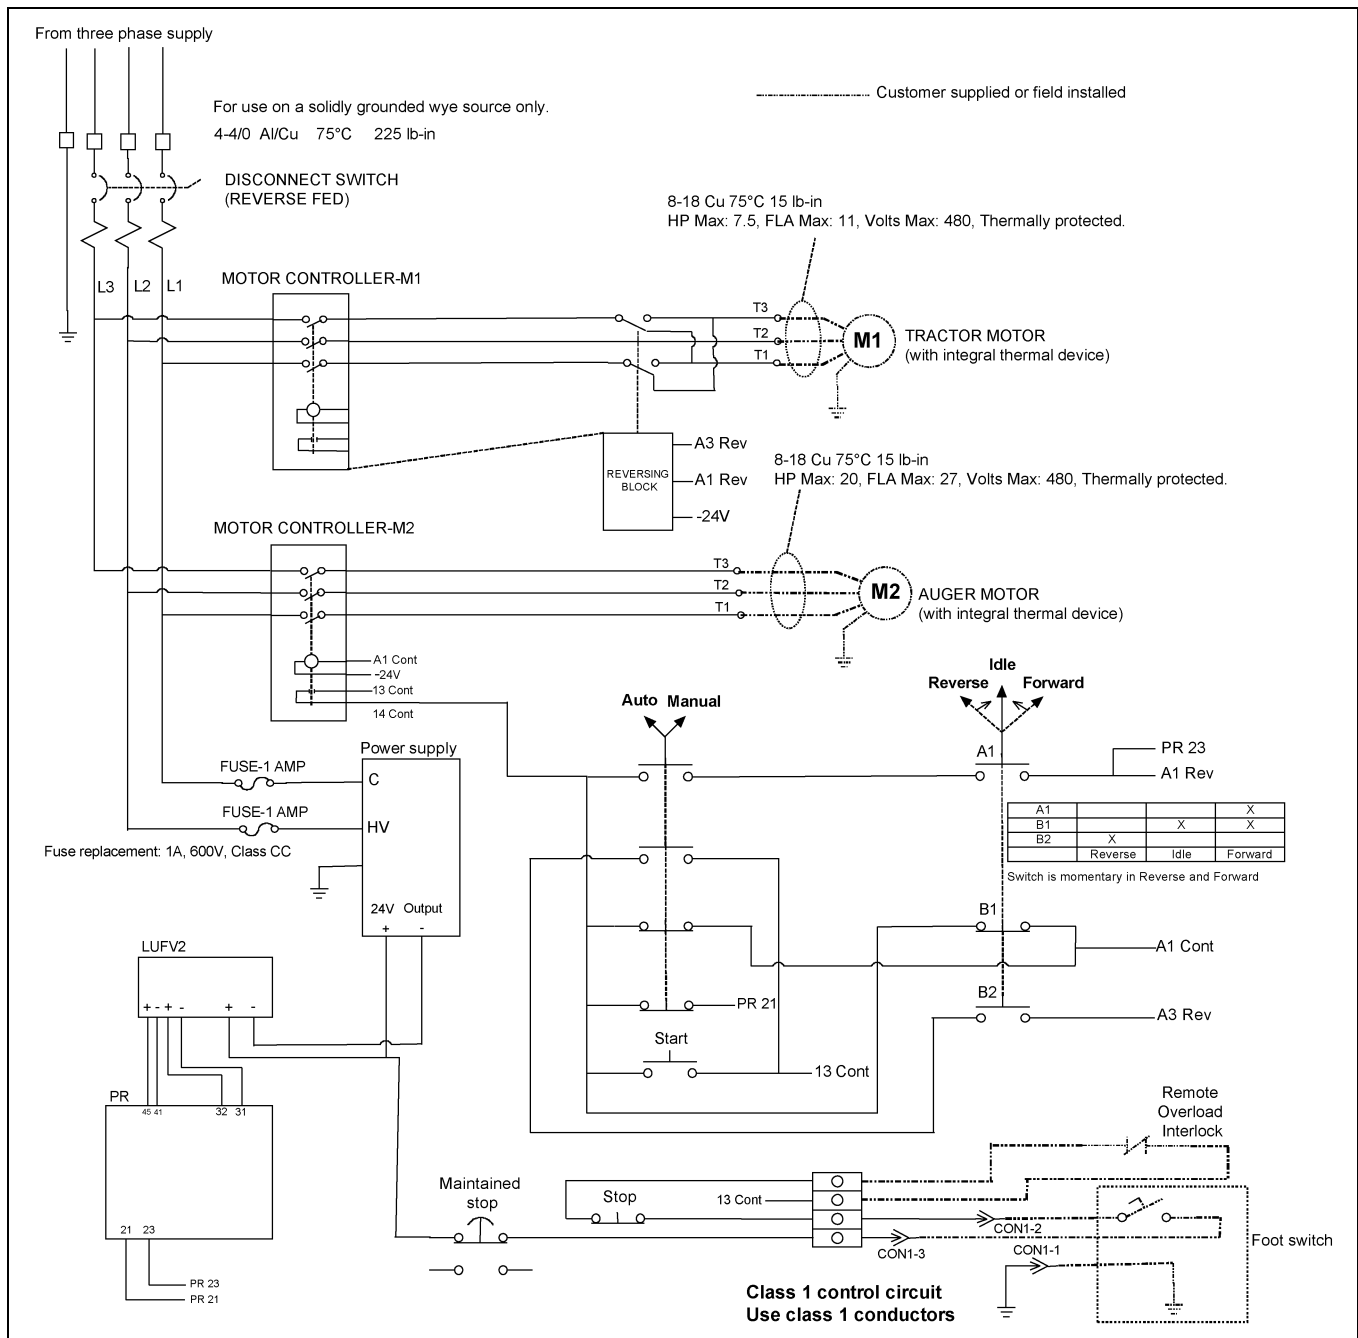 From three phase supply
For use on a solidly grounded wye source only.
4-4/0 Al/Cu 75°C 225 lb-in
Customer supplied or field installed
DISCONNECT SWITCH
(REVERSE FED)
8-18 Cu 75°C 15 lb-in
HP Max: 7.5, FLA Max: 11, Volts Max: 480, Thermally protected.
L3 L2 L1
MOTOR CONTROLLER-M1
T3
T2
T1
M1
TRACTOR MOTOR
(with integral thermal device)
REVERSING
BLOCK
A3 Rev
A1 Rev
-24V
8-18 Cu 75°C 15 lb-in
HP Max: 20, FLA Max: 27, Volts Max: 480, Thermally protected.
MOTOR CONTROLLER-M2
T3
T2
T1
M2
AUGER MOTOR
(with integral thermal device)
A1 Cont
-24V
13 Cont
14 Cont
Auto Manual
Idle
Reverse Forward
Power supply
FUSE-1 AMP
C
FUSE-1 AMP
HV
Fuse replacement: 1A, 600V, Class CC
24V Output
+ -
A1
PR 23
A1 Rev
A1 X
B1 X X
B2 X
Reverse Idle Forward
Switch is momentary in Reverse and Forward
B1
A1 Cont
B2
A3 Rev
PR 21
Start
13 Cont
LUFV2
+ - + - + -
PR
45 41 32 31
21 23
PR 23
PR 21
Maintained
stop
Stop
13 Cont
Remote
Overload
Interlock
CON1-2
CON1-3
CON1-1
Foot switch
Class 1 control circuit
Use class 1 conductors